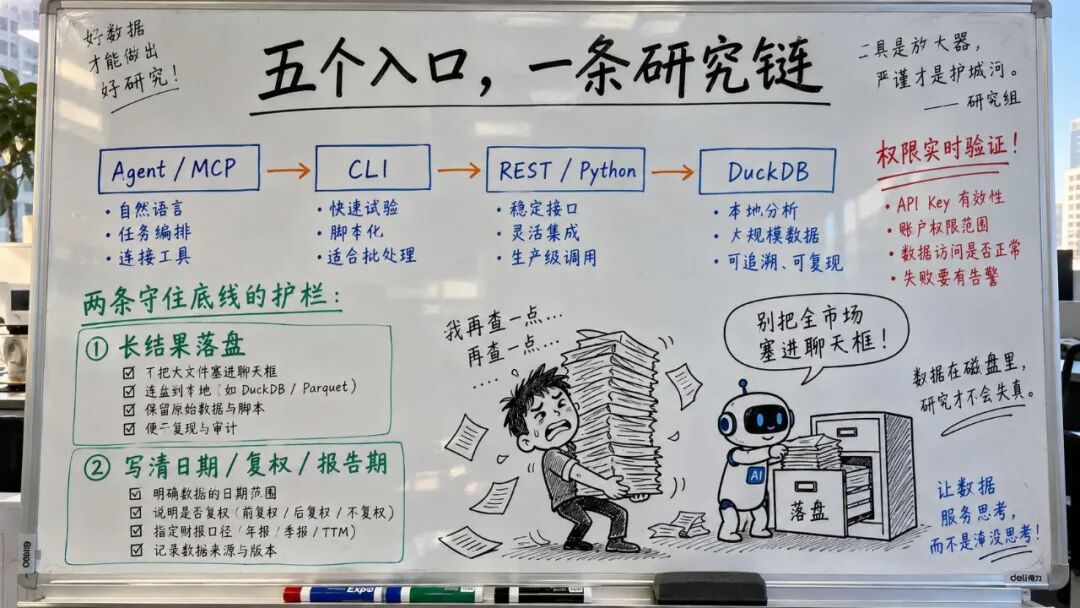 好数据
才能做出
好研究！
五个入口，一条研究链
工具是放大器，
严谨才是护城河。
—— 研究组
Agent / MCP
• 自然语言
• 任务编排
• 连接工具
CLI
• 快速试验
• 脚本化
• 适合批处理
REST / Python
• 稳定接口
• 灵活集成
• 生产级调用
DuckDB
• 本地分析
• 大规模数据
• 可追溯、可复现
权限实时验证！
• API Key 有效性
• 账户权限范围
• 数据访问是否正常
• 失败要有告警
两条守住底线的护栏：
① 长结果落盘
☑ 不把大文件塞进聊天框
☑ 连盘到本地（如 DuckDB / Parquet）
☑ 保留原始数据与脚本
☑ 便于复现与审计
② 写清日期 / 复权 / 报告期
☑ 明确数据的日期范围
☑ 说明是否复权（前复权 / 后复权 / 不复权）
☑ 指定财报口径（年报 / 季报 / TTM）
☑ 记录数据来源与版本
我再查一点…
再查一点…
……
别把全市场
塞进聊天框！
AI
落盘
数据在磁盘里，
研究才不会失真。
让数据
服务思考，
而不是淹没思考！
deli得力
Expo